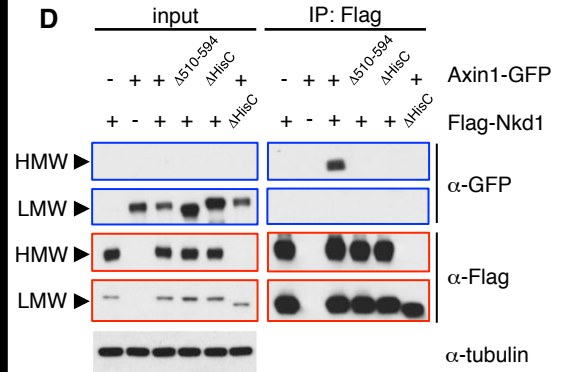 D
input IP: Flag
- + + Δ510-594 ΔHisC + - + + Δ510-594 ΔHisC + Axin1-GFP
+ - + + + ΔHisC + - + + + ΔHisC Flag-Nkd1
HMW
α-GFP
LMW
HMW
α-Flag
LMW
α-tubulin